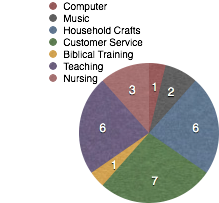 Computer
Music
Household Crafts
Customer Service
Biblical Training
Teaching
Nursing
3
1
2
6
6
1
7